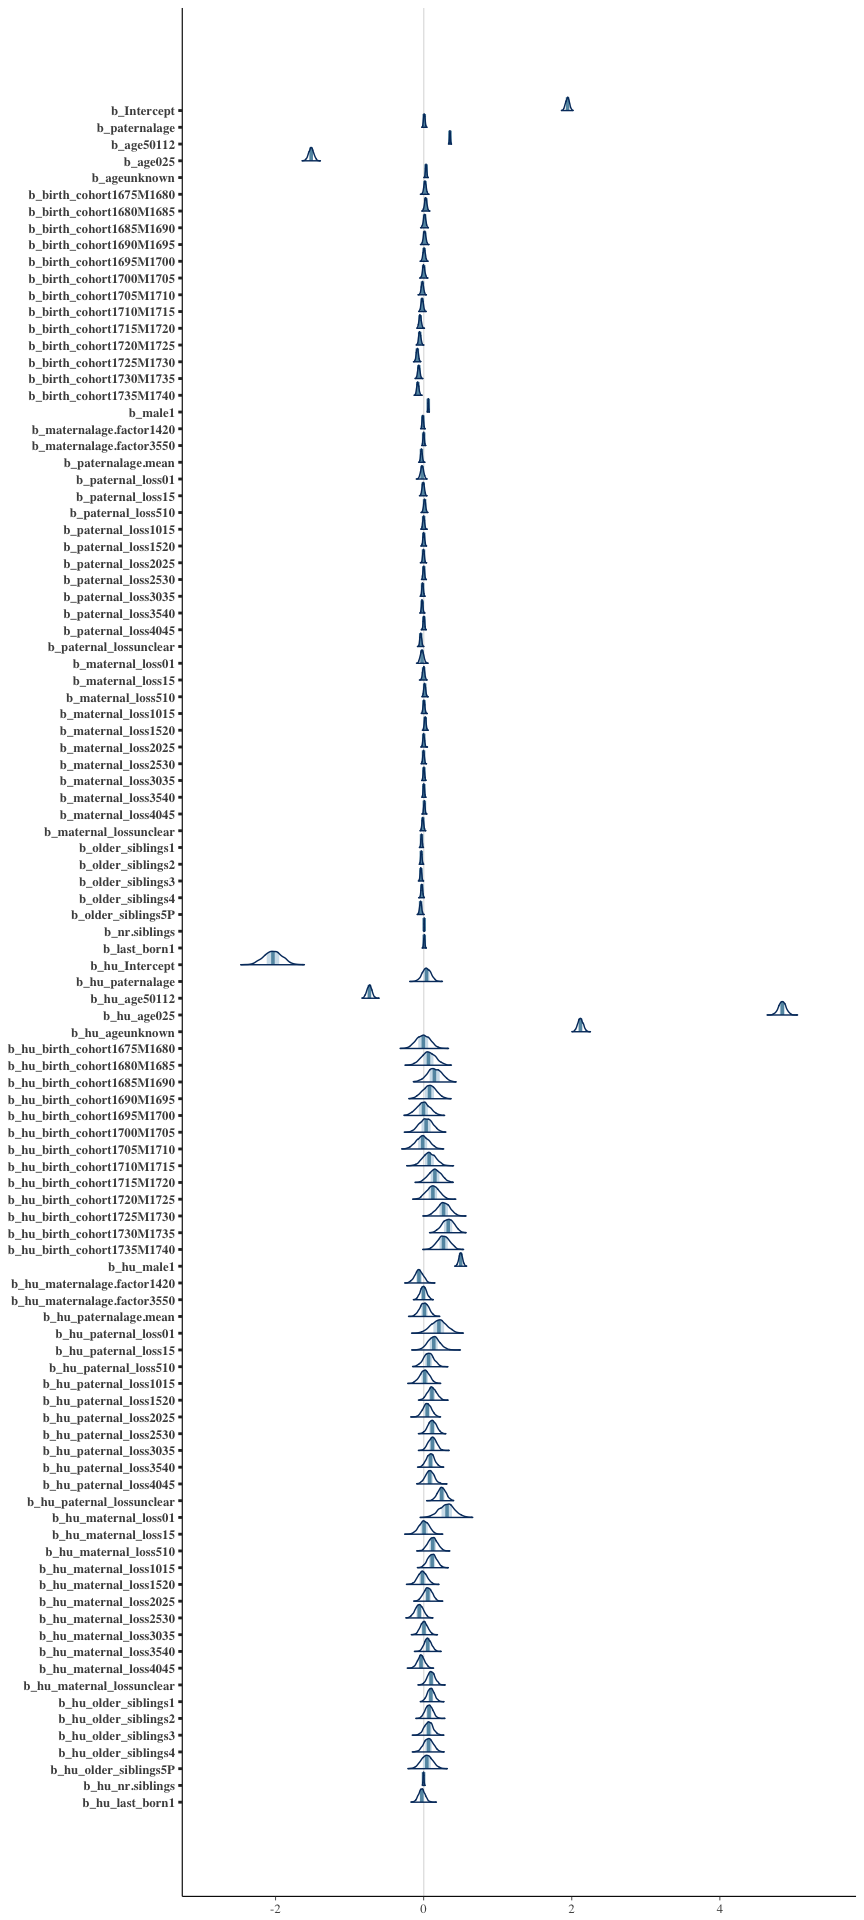 b_Intercept
b_paternalage
b_age50112
b_age025
b_ageunknown
b_birth_cohort1675M1680
b_birth_cohort1680M1685
b_birth_cohort1685M1690
b_birth_cohort1690M1695
b_birth_cohort1695M1700
b_birth_cohort1700M1705
b_birth_cohort1705M1710
b_birth_cohort1710M1715
b_birth_cohort1715M1720
b_birth_cohort1720M1725
b_birth_cohort1725M1730
b_birth_cohort1730M1735
b_birth_cohort1735M1740
b_male1
b_maternalage.factor1420
b_maternalage.factor3550
b_paternalage.mean
b_paternal_loss01
b_paternal_loss15
b_paternal_loss510
b_paternal_loss1015
b_paternal_loss1520
b_paternal_loss2025
b_paternal_loss2530
b_paternal_loss3035
b_paternal_loss3540
b_paternal_loss4045
b_paternal_lossunclear
b_maternal_loss01
b_maternal_loss15
b_maternal_loss510
b_maternal_loss1015
b_maternal_loss1520
b_maternal_loss2025
b_maternal_loss2530
b_maternal_loss3035
b_maternal_loss3540
b_maternal_loss4045
b_maternal_lossunclear
b_older_siblings1
b_older_siblings2
b_older_siblings3
b_older_siblings4
b_older_siblings5P
b_nr.siblings
b_last_born1
b_hu_Intercept
b_hu_paternalage
b_hu_age50112
b_hu_age025
b_hu_ageunknown
b_hu_birth_cohort1675M1680
b_hu_birth_cohort1680M1685
b_hu_birth_cohort1685M1690
b_hu_birth_cohort1690M1695
b_hu_birth_cohort1695M1700
b_hu_birth_cohort1700M1705
b_hu_birth_cohort1705M1710
b_hu_birth_cohort1710M1715
b_hu_birth_cohort1715M1720
b_hu_birth_cohort1720M1725
b_hu_birth_cohort1725M1730
b_hu_birth_cohort1730M1735
b_hu_birth_cohort1735M1740
b_hu_male1
b_hu_maternalage.factor1420
b_hu_maternalage.factor3550
b_hu_paternalage.mean
b_hu_paternal_loss01
b_hu_paternal_loss15
b_hu_paternal_loss510
b_hu_paternal_loss1015
b_hu_paternal_loss1520
b_hu_paternal_loss2025
b_hu_paternal_loss2530
b_hu_paternal_loss3035
b_hu_paternal_loss3540
b_hu_paternal_loss4045
b_hu_paternal_lossunclear
b_hu_maternal_loss01
b_hu_maternal_loss15
b_hu_maternal_loss510
b_hu_maternal_loss1015
b_hu_maternal_loss1520
b_hu_maternal_loss2025
b_hu_maternal_loss2530
b_hu_maternal_loss3035
b_hu_maternal_loss3540
b_hu_maternal_loss4045
b_hu_maternal_lossunclear
b_hu_older_siblings1
b_hu_older_siblings2
b_hu_older_siblings3
b_hu_older_siblings4
b_hu_older_siblings5P
b_hu_nr.siblings
b_hu_last_born1
-2 0 2 4